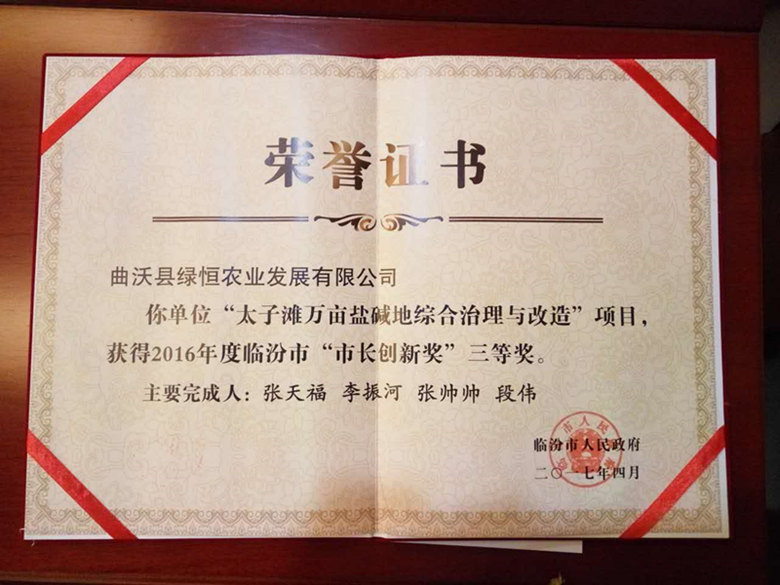 荣誉证书
曲沃县绿恒农业发展有限公司
你单位“太子滩万亩盐碱地综合治理与改造”项目，
获得2016年度临汾市“市长创新奖”三等奖。
主要完成人：张天福 李振河 张帅帅 段伟
临汾市人民政府
二〇一七年四月